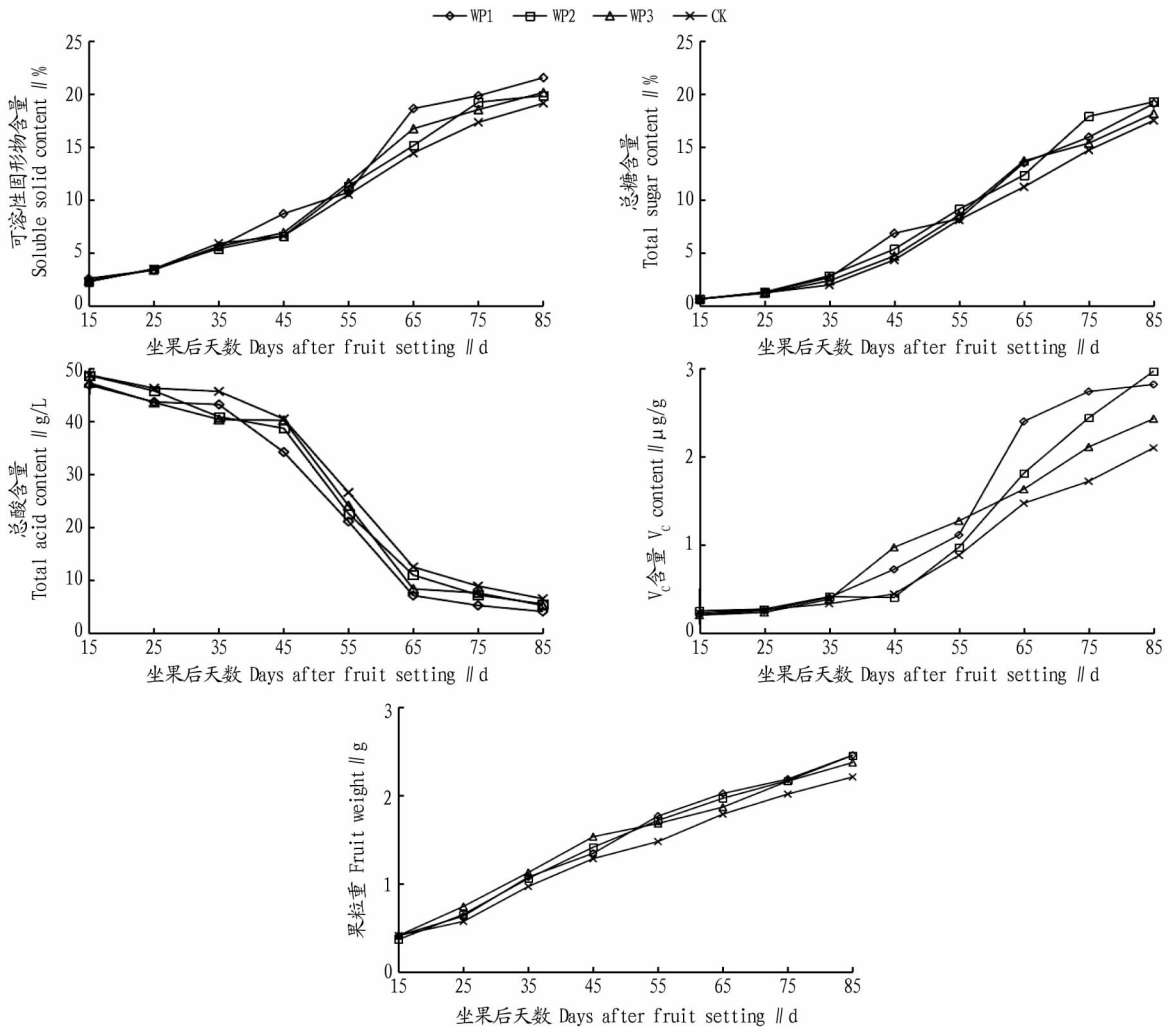 WP1 WP2 WP3 CK
可溶性固形物含量
Soluble solid content∥%
25
20
15
10
5
0
15 25 35 45 55 65 75 85
坐果后天数 Days after fruit setting∥d
总糖含量
Total sugar content∥%
25
20
15
10
5
0
15 25 35 45 55 65 75 85
坐果后天数 Days after fruit setting∥d
总酸含量
Total acid content∥g/L
50
40
30
20
10
0
15 25 35 45 55 65 75 85
坐果后天数 Days after fruit setting∥d
Vc含量 Vc content∥μg/g
3
2
1
0
15 25 35 45 55 65 75 85
坐果后天数 Days after fruit setting∥d
果粒重 Fruit weight∥g
3
2
1
0
15 25 35 45 55 65 75 85
坐果后天数 Days after fruit setting∥d